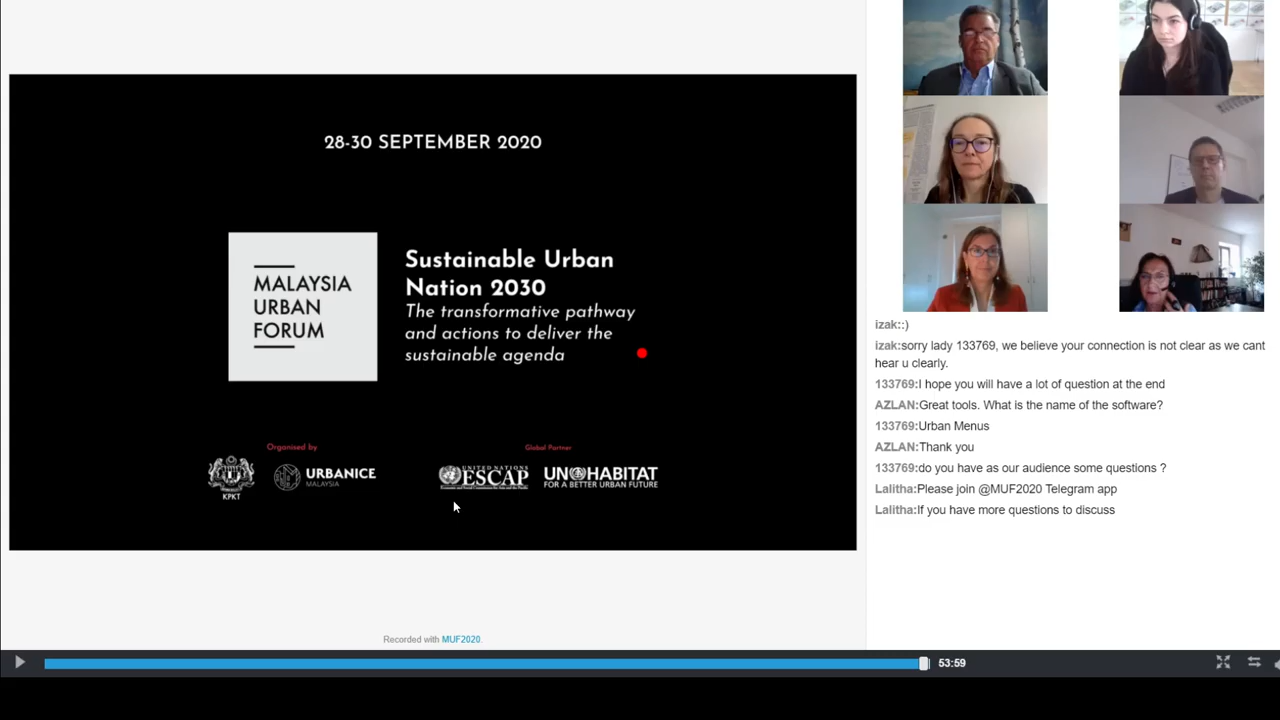 28-30 SEPTEMBER 2020
MALAYSIA
URBAN
FORUM
Sustainable Urban
Nation 2030
The transformative pathway
and actions to deliver the
sustainable agenda
Organised by
Global Partner
KPKT
URBANICE
MALAYSIA
UNITED NATIONS
ESCAP
UN HABITAT
FOR A BETTER URBAN FUTURE
Recorded with MUF2020.
izak::)
izak:sorry lady 133769, we believe your connection is not clear as we cant
hear u clearly.
133769:I hope you will have a lot of question at the end
AZLAN:Great tools. What is the name of the software?
133769:Urban Menus
AZLAN:Thank you
133769:do you have as our audience some questions ?
Lalitha:Please join @MUF2020 Telegram app
Lalitha:If you have more questions to discuss
53:59